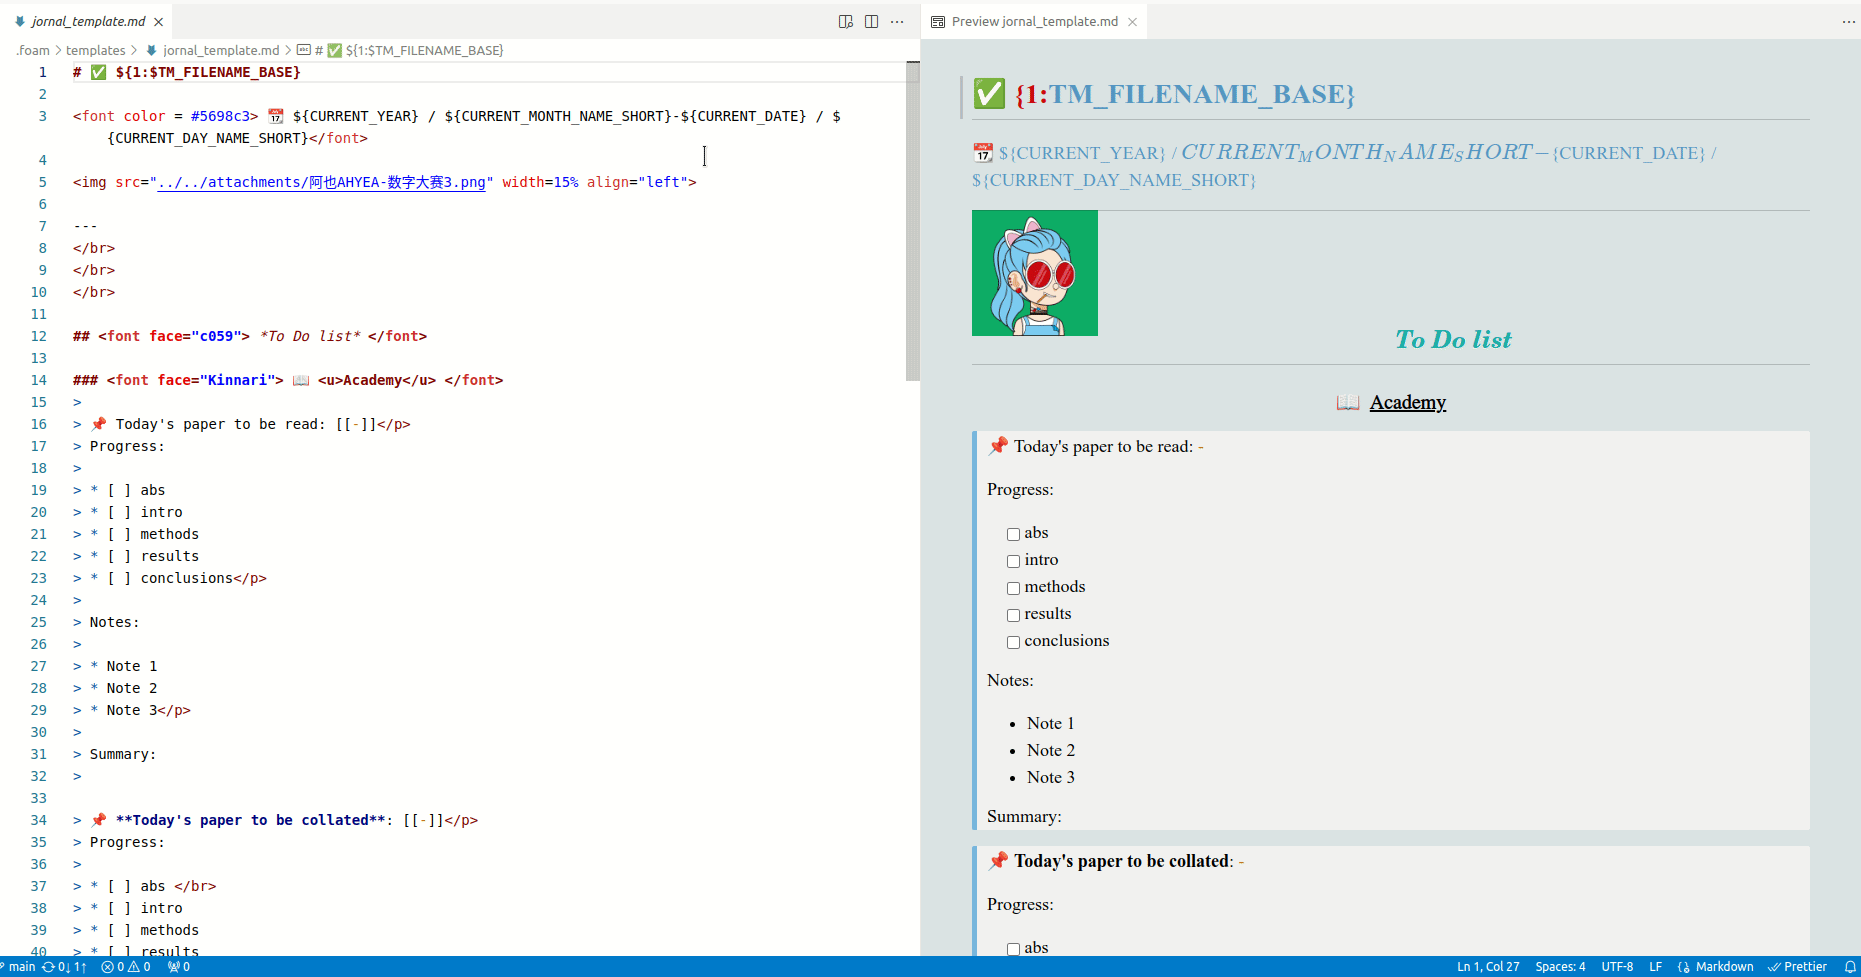 jornal_template.md
.foam > templates > jornal_template.md > # ✅ ${1:$TM_FILENAME_BASE}
1 # ✅ ${1:$TM_FILENAME_BASE}
2
3 <font color = #5698c3> 📆 ${CURRENT_YEAR} / ${CURRENT_MONTH_NAME_SHORT}-${CURRENT_DATE} / $
{CURRENT_DAY_NAME_SHORT}</font>
4
5 <img src="../../attachments/阿也AHYEA-数字大赛3.png" width=15% align="left">
6
7 ---
8 </br>
9 </br>
10 </br>
11
12 ## <font face="c059"> *To Do list* </font>
13
14 ### <font face="Kinnari"> 📖 <u>Academy</u> </font>
15 >
16 > 📌 Today's paper to be read: [[-]]</p>
17 > Progress:
18 >
19 > * [ ] abs
20 > * [ ] intro
21 > * [ ] methods
22 > * [ ] results
23 > * [ ] conclusions</p>
24 >
25 > Notes:
26 >
27 > * Note 1
28 > * Note 2
29 > * Note 3</p>
30 >
31 > Summary:
32 >
33
34 > 📌 **Today's paper to be collated**: [[-]]</p>
35 > Progress:
36 >
37 > * [ ] abs </br>
38 > * [ ] intro
39 > * [ ] methods
40 > * [ ] results
Preview jornal_template.md
✅ {1:TM_FILENAME_BASE}
📆 ${CURRENT_YEAR} / CURRENT_MONTH_NAME_SHORT-${CURRENT_DATE} /
${CURRENT_DAY_NAME_SHORT}
To Do list
📖 Academy
📌 Today's paper to be read: -
Progress:
abs
intro
methods
results
conclusions
Notes:
• Note 1
• Note 2
• Note 3
Summary:
📌 Today's paper to be collated: -
Progress:
abs
main 0↓ 1↑ 0 0 0
Ln 1, Col 27 Spaces: 4 UTF-8 LF {} Markdown Prettier